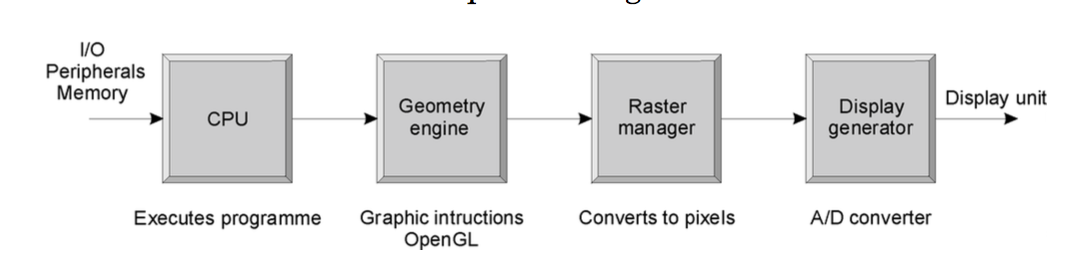 I/O
Peripherals
Memory
CPU
Geometry
engine
Raster
manager
Display
generator
Display unit
Executes programme
Graphic intructions
OpenGL
Converts to pixels
A/D converter